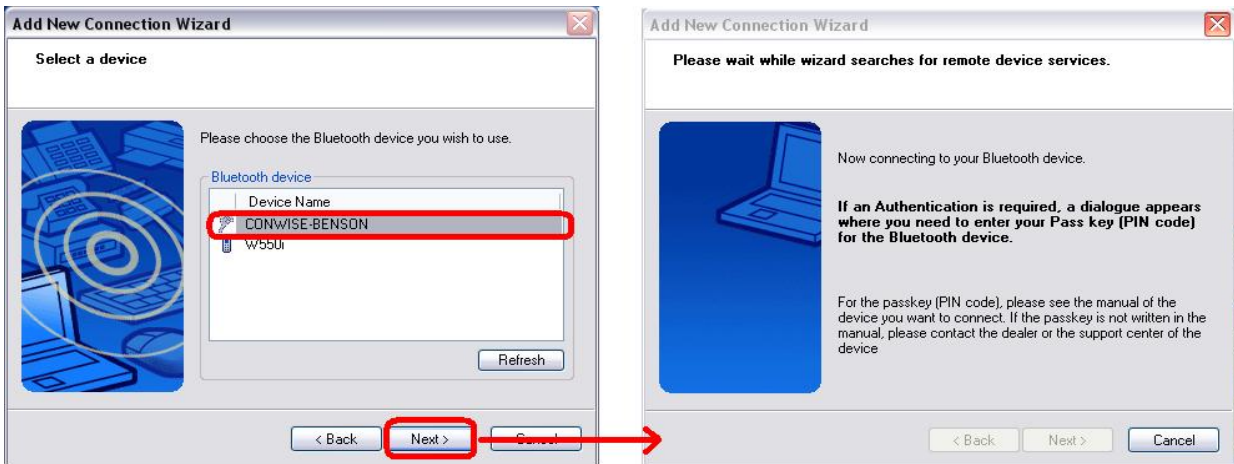 Add New Connection Wizard
Select a device
Please choose the Bluetooth device you wish to use.
Bluetooth device
Device Name
CONWISE-BENSON
W550i
Refresh
< Back
Next >
Cancel
Add New Connection Wizard
Please wait while wizard searches for remote device services.
Now connecting to your Bluetooth device.
If an Authentication is required, a dialogue appears
where you need to enter your Pass key (PIN code)
for the Bluetooth device.
For the passkey (PIN code), please see the manual of the
device you want to connect. If the passkey is not written in the
manual, please contact the dealer or the support center of the
device
< Back
Next >
Cancel